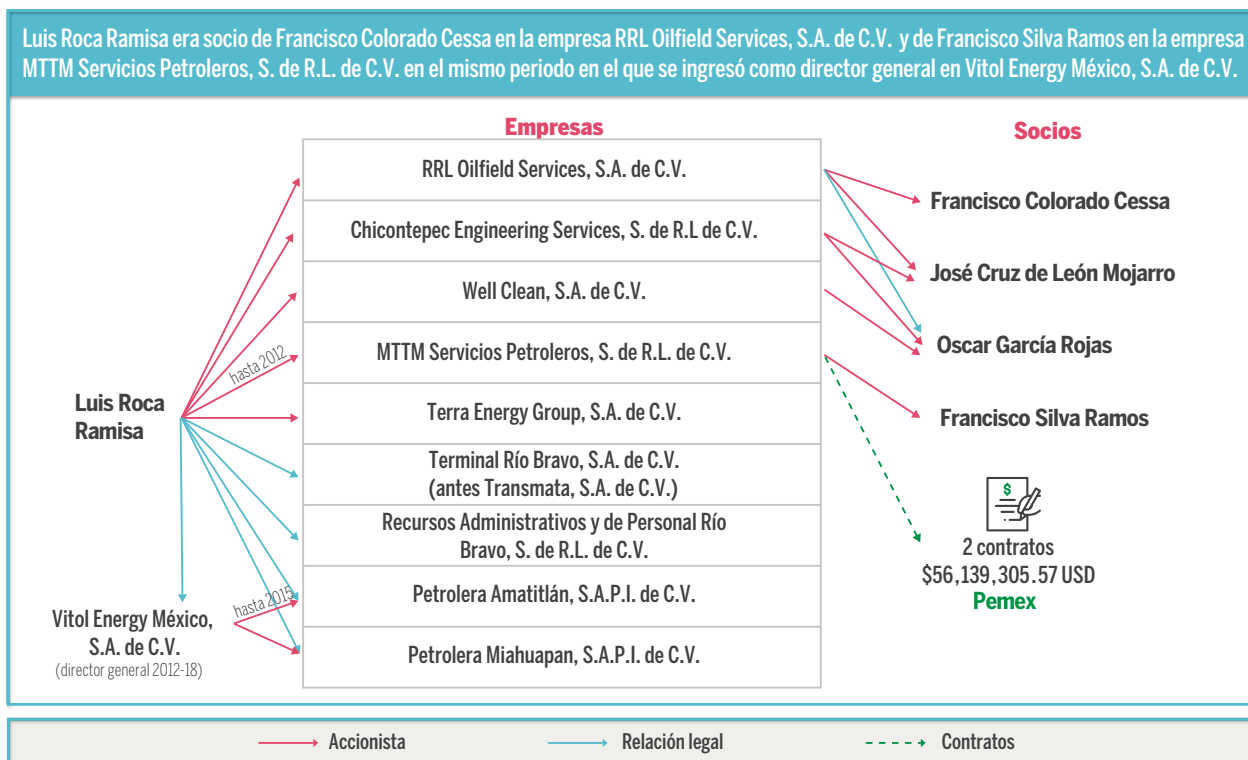 Luis Roca Ramisa era socio de Francisco Colorado Cessa en la empresa RRL Oilfield Services, S.A. de C.V. y de Francisco Silva Ramos en la empresa
MTTM Servicios Petroleros, S. de R.L. de C.V. en el mismo periodo en el que se ingresó como director general en Vitol Energy México, S.A. de C.V.
Empresas
Socios
RRL Oilfield Services, S.A. de C.V.
Chicontepec Engineering Services, S. de R.L de C.V.
Well Clean, S.A. de C.V.
MTTM Servicios Petroleros, S. de R.L. de C.V.
Terra Energy Group, S.A. de C.V.
Terminal Río Bravo, S.A. de C.V.
(antes Transmata, S.A. de C.V.)
Recursos Administrativos y de Personal Río
Bravo, S. de R.L. de C.V.
Petrolera Amatitlán, S.A.P.I. de C.V.
Petrolera Miahuapan, S.A.P.I. de C.V.
Luis Roca
Ramisa
hasta 2012
hasta 2015
Vitol Energy México,
S.A. de C.V.
(director general 2012-18)
Francisco Colorado Cessa
José Cruz de León Mojarro
Oscar García Rojas
Francisco Silva Ramos
$
2 contratos
$56,139,305.57 USD
Pemex
Accionista
Relación legal
Contratos